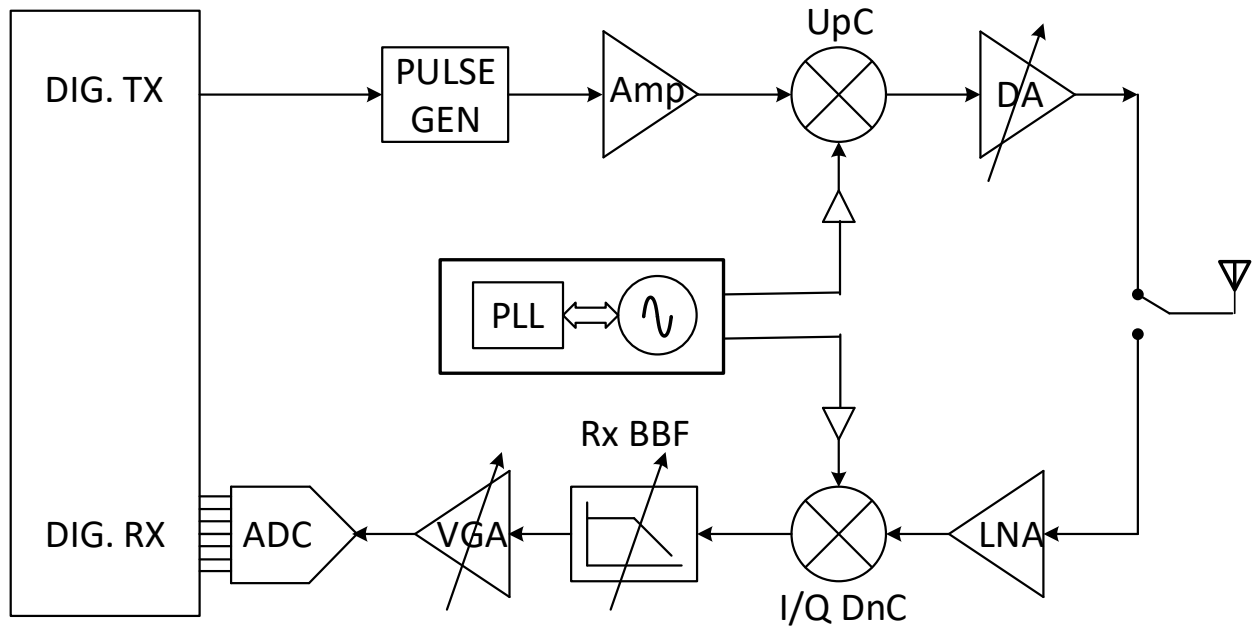 UpC
DIG. TX
PULSE
GEN
Amp
DA
PLL
Rx BBF
DIG. RX
ADC
VGA
LNA
I/Q DnC